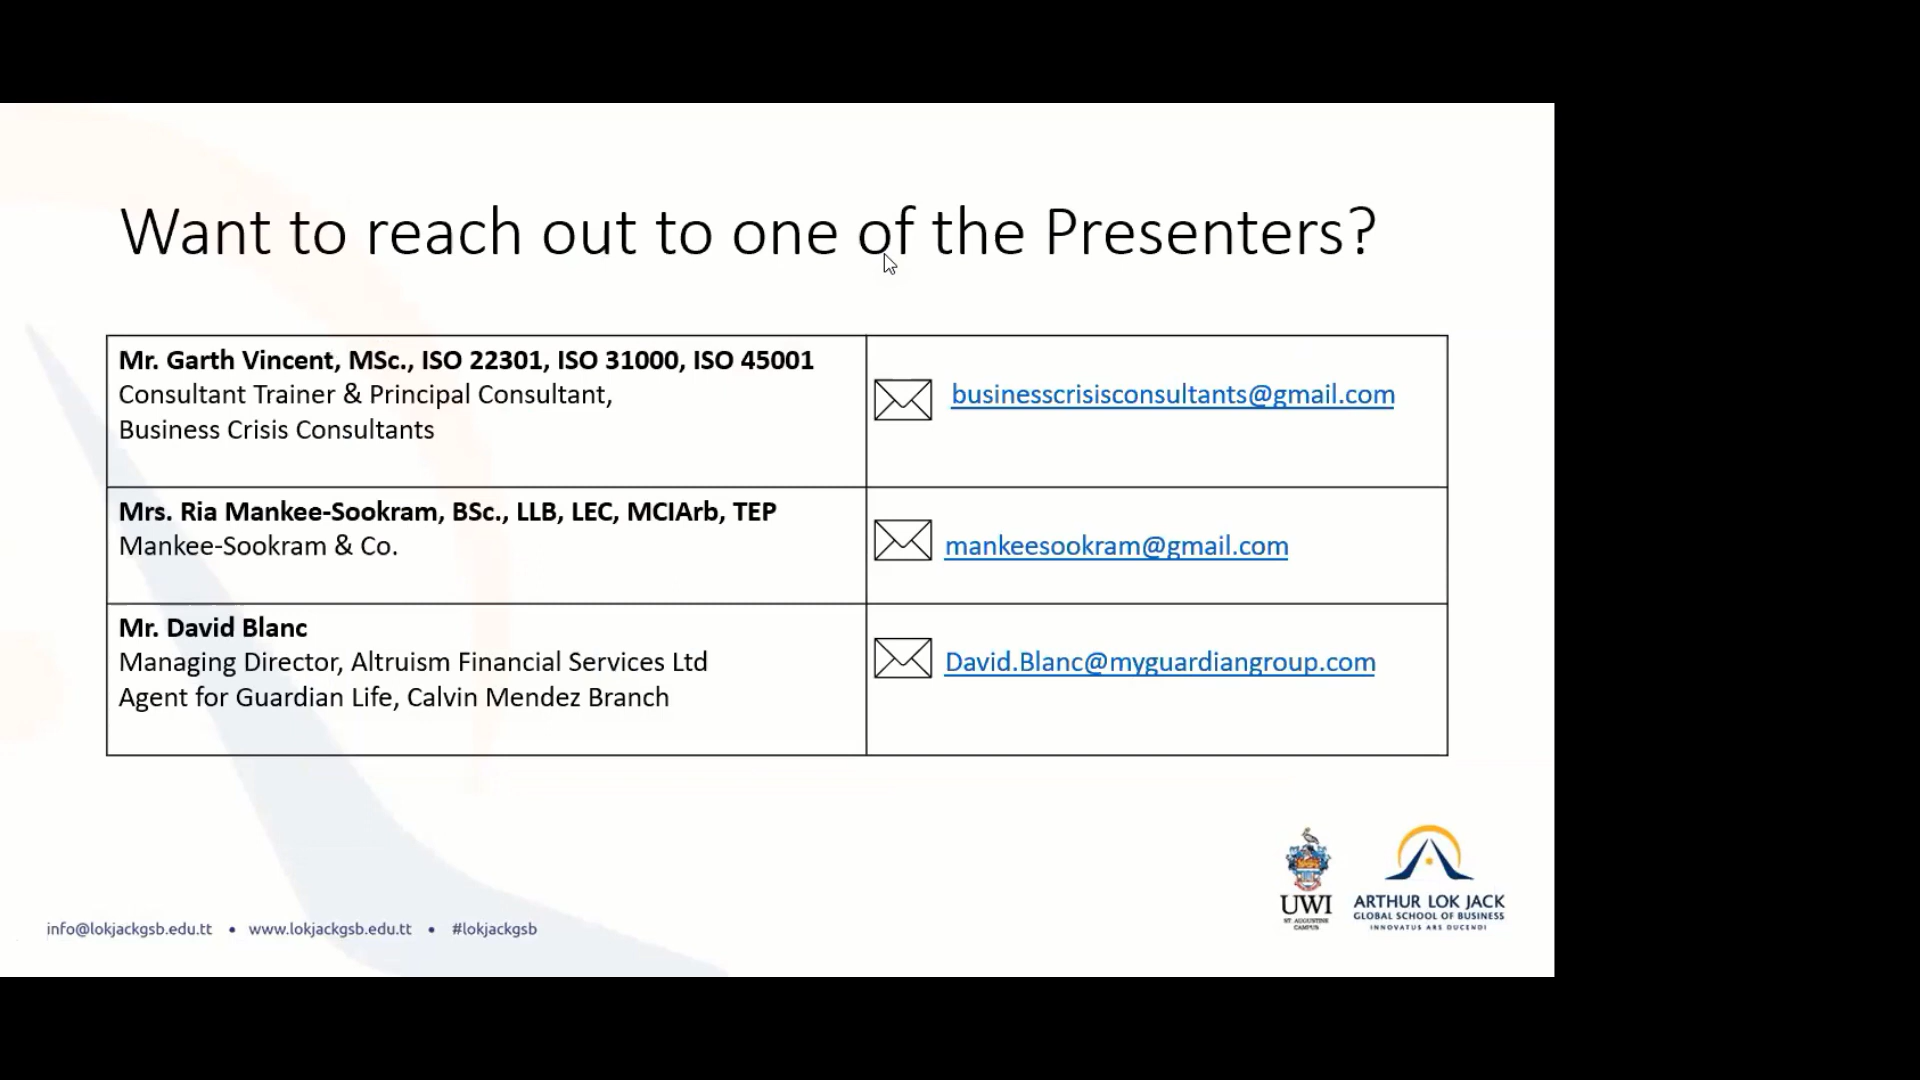 Want to reach out to one of the Presenters?
Mr. Garth Vincent, MSc., ISO 22301, ISO 31000, ISO 45001
Consultant Trainer & Principal Consultant,
Business Crisis Consultants
businesscrisisconsultants@gmail.com
Mrs. Ria Mankee-Sookram, BSc., LLB, LEC, MCIArb, TEP
Mankee-Sookram & Co.
mankeesookram@gmail.com
Mr. David Blanc
Managing Director, Altruism Financial Services Ltd
Agent for Guardian Life, Calvin Mendez Branch
David.Blanc@myguardiangroup.com
info@lokjackgsb.edu.tt • www.lokjackgsb.edu.tt • #lokjackgsb
UWI
ST. AUGUSTINE
CAMPUS
ARTHUR LOK JACK
GLOBAL SCHOOL OF BUSINESS
INNOVATUS ARS DUCENDI